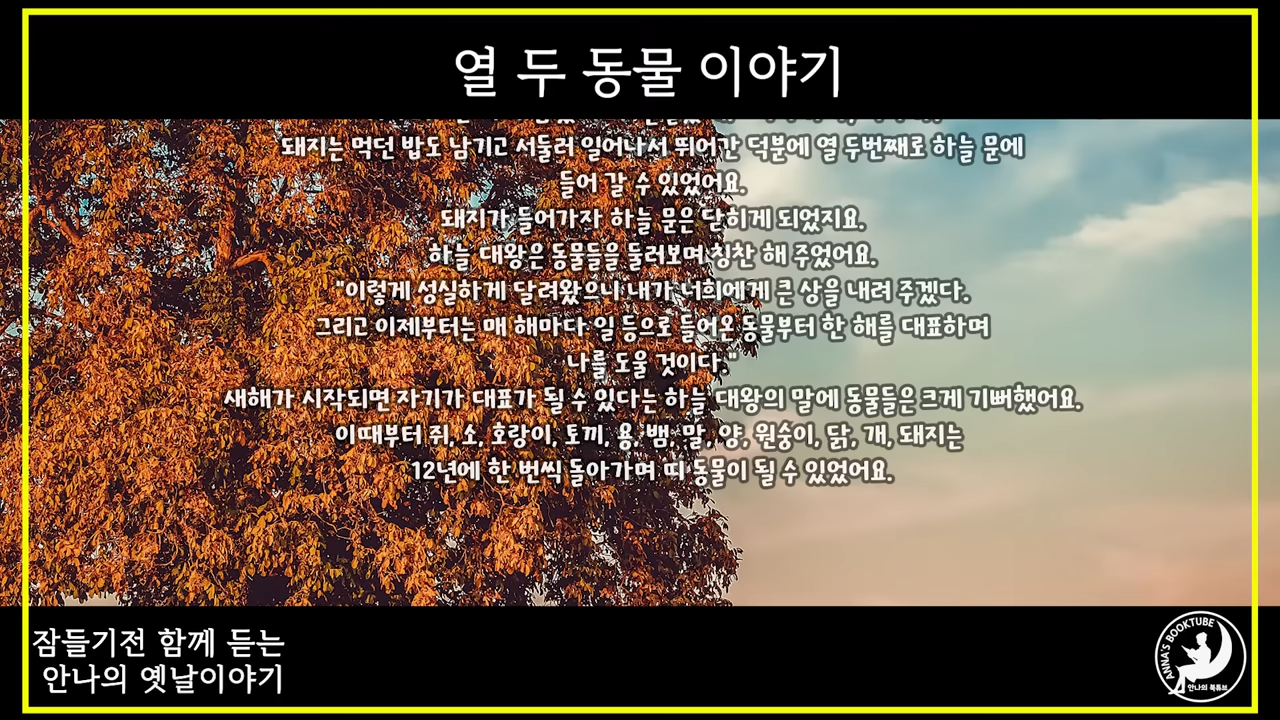 열 두 동물 이야기
돼지는 먹던 밥도 남기고 서둘러 일어나서 뛰어간 덕분에 열 두번째로 하늘 문에
들어 갈 수 있었어요.
돼지가 들어가자 하늘 문은 닫히게 되었지요.
하늘 대왕은 동물들을 둘러보며 칭찬 해 주었어요.
"이렇게 성실하게 달려왔으니 내가 너희에게 큰 상을 내려 주겠다.
그리고 이제부터는 매 해마다 일 등으로 들어온 동물부터 한 해를 대표하며
나를 도울 것이다."
새해가 시작되면 자기가 대표가 될 수 있다는 하늘 대왕의 말에 동물들은 크게 기뻐했어요.
이때부터 쥐, 소, 호랑이, 토끼, 용, 뱀, 말, 양, 원숭이, 닭, 개, 돼지는
12년에 한 번씩 돌아가며 띠 동물이 될 수 있었어요.
잠들기전 함께 듣는
안나의 옛날이야기
ANNA'S BOOKTUBE
안나의 북튜브